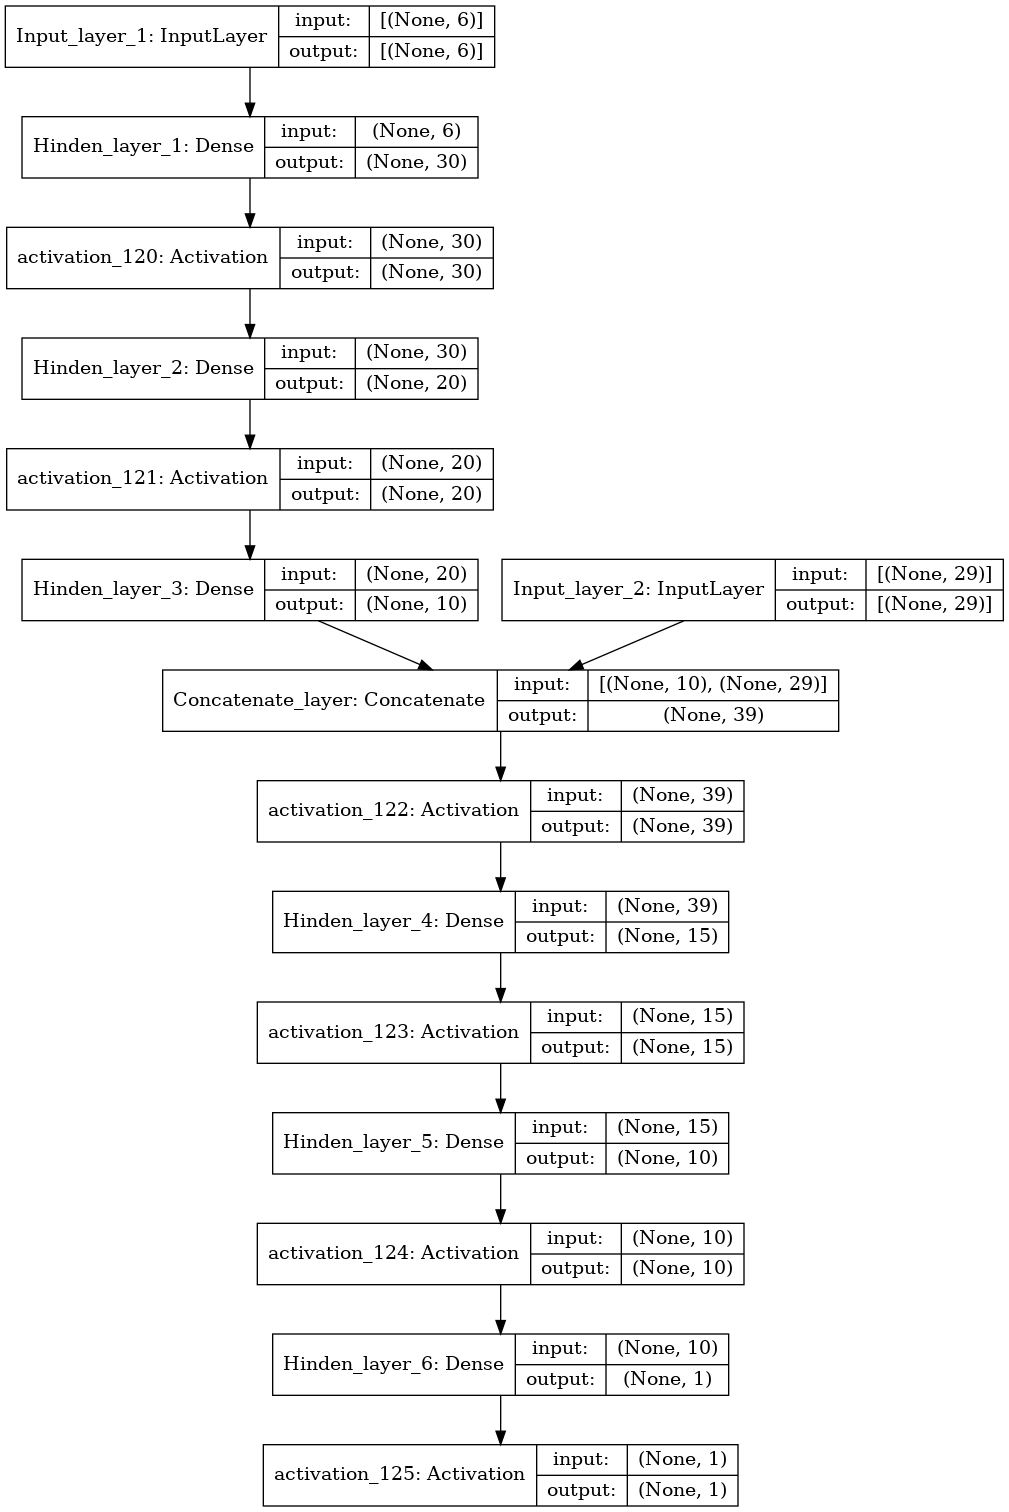 Input_layer_1: InputLayer
input: [(None, 6)]
output: [(None, 6)]
Hinden_layer_1: Dense
input: (None, 6)
output: (None, 30)
activation_120: Activation
input: (None, 30)
output: (None, 30)
Hinden_layer_2: Dense
input: (None, 30)
output: (None, 20)
activation_121: Activation
input: (None, 20)
output: (None, 20)
Hinden_layer_3: Dense
input: (None, 20)
output: (None, 10)
Input_layer_2: InputLayer
input: [(None, 29)]
output: [(None, 29)]
Concatenate_layer: Concatenate
input: [(None, 10), (None, 29)]
output: (None, 39)
activation_122: Activation
input: (None, 39)
output: (None, 39)
Hinden_layer_4: Dense
input: (None, 39)
output: (None, 15)
activation_123: Activation
input: (None, 15)
output: (None, 15)
Hinden_layer_5: Dense
input: (None, 15)
output: (None, 10)
activation_124: Activation
input: (None, 10)
output: (None, 10)
Hinden_layer_6: Dense
input: (None, 10)
output: (None, 1)
activation_125: Activation
input: (None, 1)
output: (None, 1)